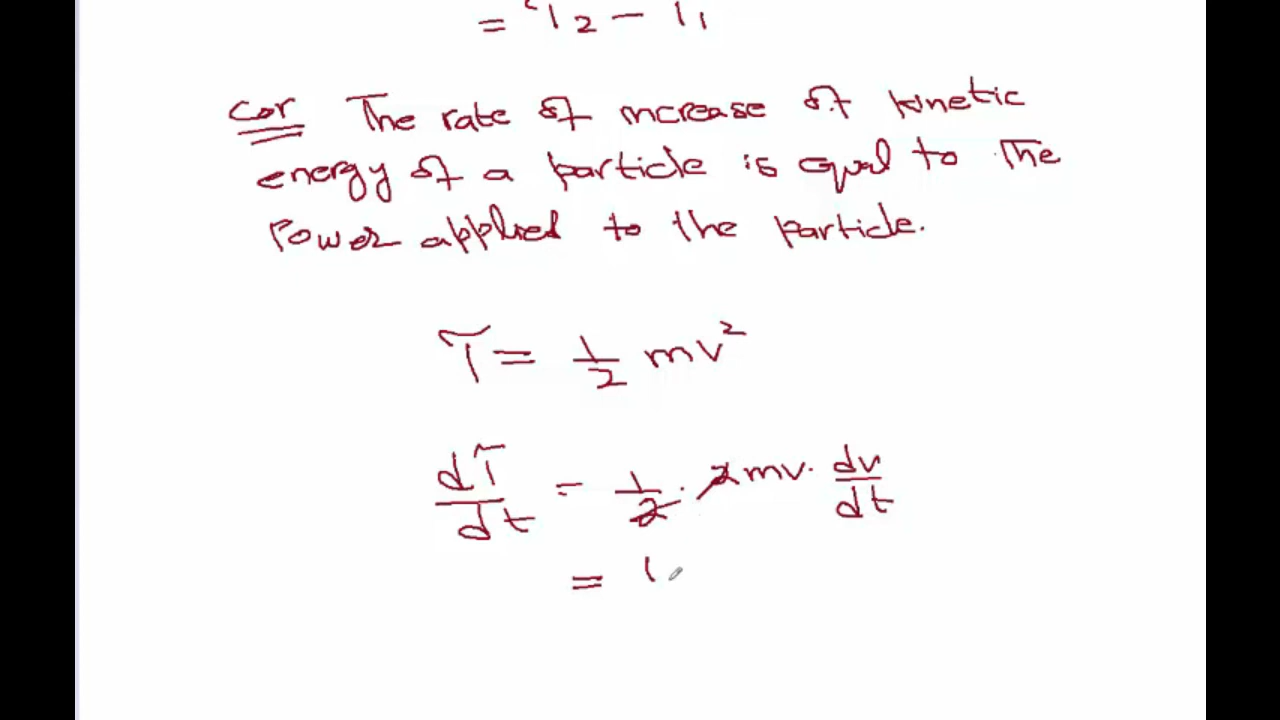 = T₂ - T₁
Cor The rate of increase of kinetic
energy of a particle is equal to the
Power applied to the particle.
T = 1/2 mv²
dT/dt = 1/2 · 2mv · dv/dt
=